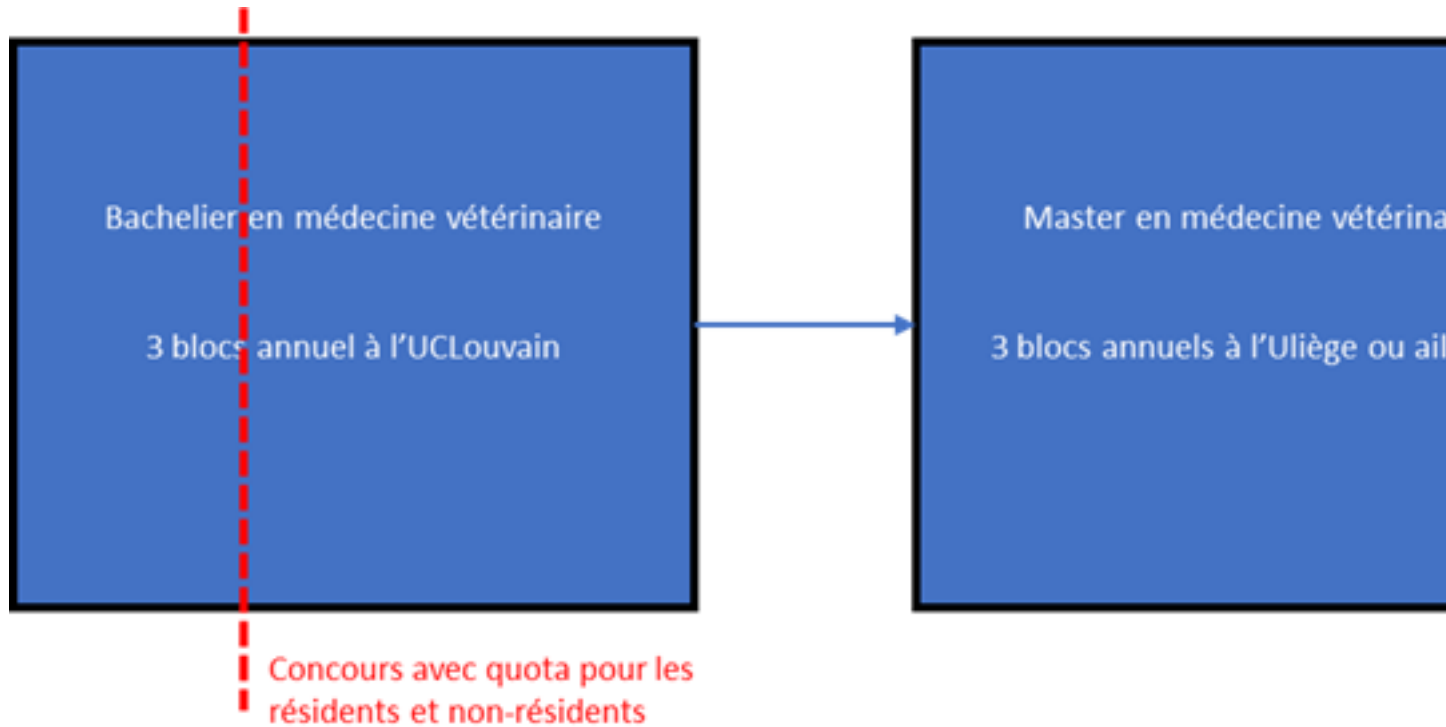 Bachelier en médecine vétérinaire
3 blocs annuel à l'UCLouvain
Master en médecine vétérina
3 blocs annuels à l'Uliège ou ail
Concours avec quota pour les
résidents et non-résidents